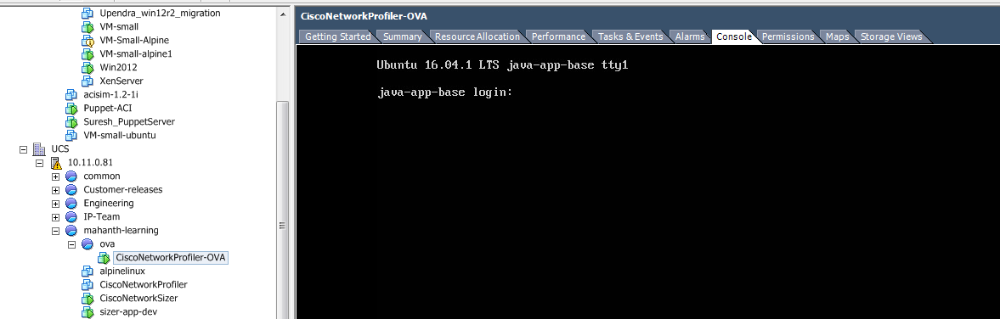 Upendra_win12r2_migration
VM-small
VM-Small-Alpine
VM-small-alpine1
Win2012
XenServer
acisim-1.2-1i
Puppet-ACI
Suresh_PuppetServer
VM-small-ubuntu
UCS
10.11.0.81
common
Customer-releases
Engineering
IP-Team
mahanth-learning
ova
CiscoNetworkProfiler-OVA
alpinelinux
CiscoNetworkProfiler
CiscoNetworkSizer
sizer-app-dev
CiscoNetworkProfiler-OVA
Getting Started Summary Resource Allocation Performance Tasks & Events Alarms Console Permissions Maps Storage Views
Ubuntu 16.04.1 LTS java-app-base tty1
java-app-base login: